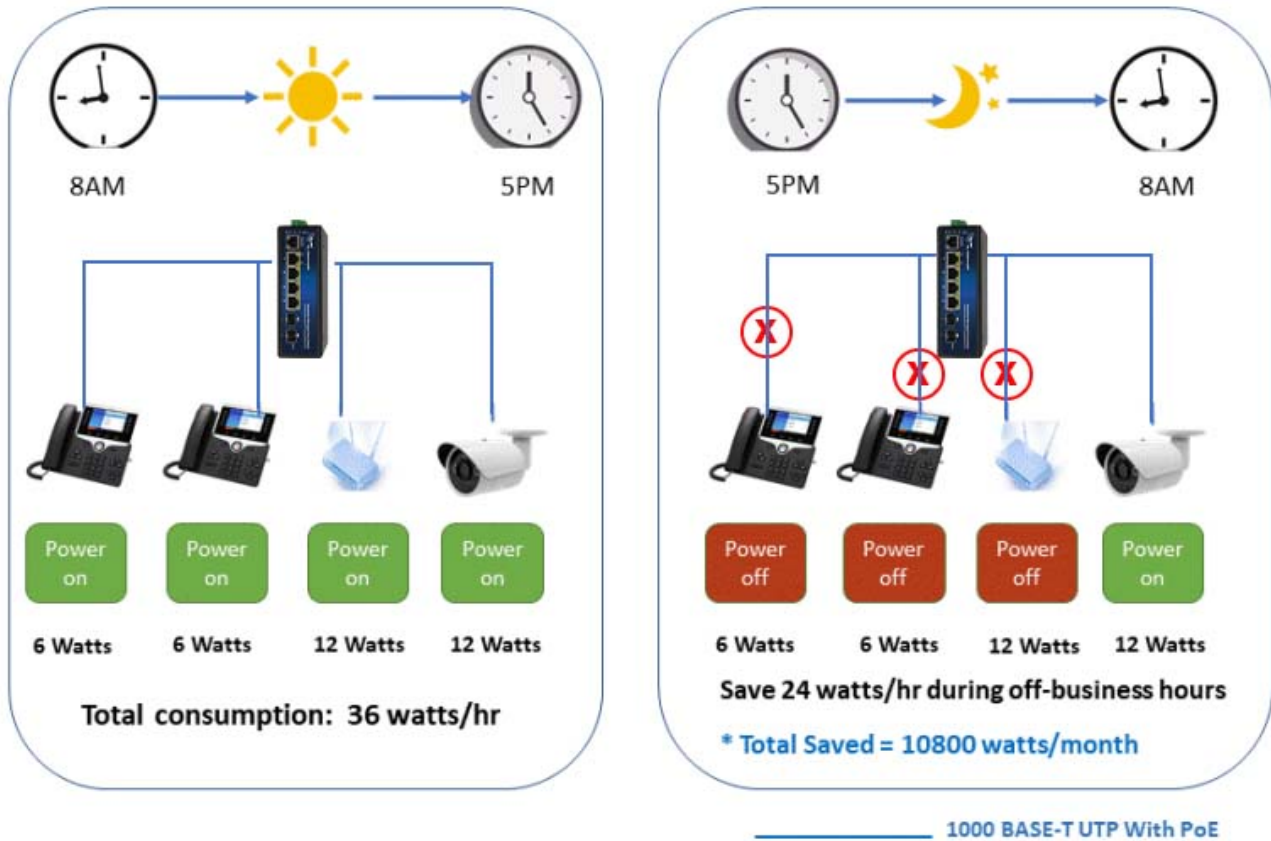 8AM
5PM
5PM
8AM
X
X
X
Power
on
Power
on
Power
on
Power
on
6 Watts
6 Watts
12 Watts
12 Watts
Total consumption: 36 watts/hr
Power
off
Power
off
Power
off
Power
on
6 Watts
6 Watts
12 Watts
12 Watts
Save 24 watts/hr during off-business hours
* Total Saved = 10800 watts/month
1000 BASE-T UTP With PoE